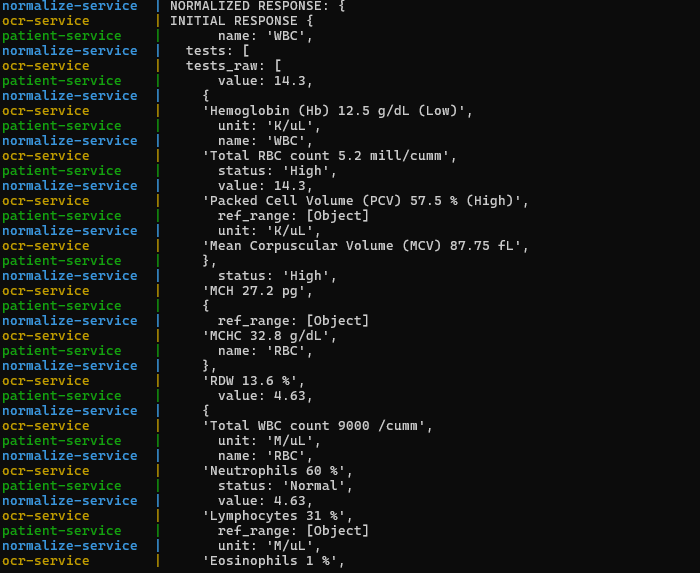 normalize-service  | NORMALIZED RESPONSE: {
ocr-service        | INITIAL RESPONSE {
patient-service    |       name: 'WBC',
normalize-service  |   tests: [
ocr-service        |   tests_raw: [
patient-service    |       value: 14.3,
normalize-service  |     {
ocr-service        |     'Hemoglobin (Hb) 12.5 g/dL (Low)',
patient-service    |       unit: 'K/uL',
normalize-service  |       name: 'WBC',
ocr-service        |     'Total RBC count 5.2 mill/cumm',
patient-service    |       status: 'High',
normalize-service  |       value: 14.3,
ocr-service        |     'Packed Cell Volume (PCV) 57.5 % (High)',
patient-service    |       ref_range: [Object]
normalize-service  |       unit: 'K/uL',
ocr-service        |     'Mean Corpuscular Volume (MCV) 87.75 fL',
patient-service    |     },
normalize-service  |       status: 'High',
ocr-service        |     'MCH 27.2 pg',
patient-service    |     {
normalize-service  |       ref_range: [Object]
ocr-service        |     'MCHC 32.8 g/dL',
patient-service    |       name: 'RBC',
normalize-service  |     },
ocr-service        |     'RDW 13.6 %',
patient-service    |       value: 4.63,
normalize-service  |     {
ocr-service        |     'Total WBC count 9000 /cumm',
patient-service    |       unit: 'M/uL',
normalize-service  |       name: 'RBC',
ocr-service        |     'Neutrophils 60 %',
patient-service    |       status: 'Normal',
normalize-service  |       value: 4.63,
ocr-service        |     'Lymphocytes 31 %',
patient-service    |       ref_range: [Object]
normalize-service  |       unit: 'M/uL',
ocr-service        |     'Eosinophils 1 %',